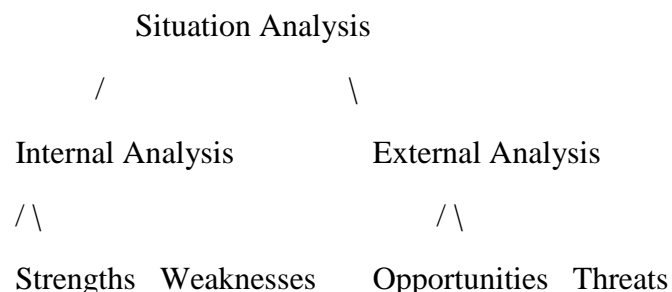 Situation Analysis
/ \
Internal Analysis External Analysis
/ \ / \
Strengths Weaknesses Opportunities Threats